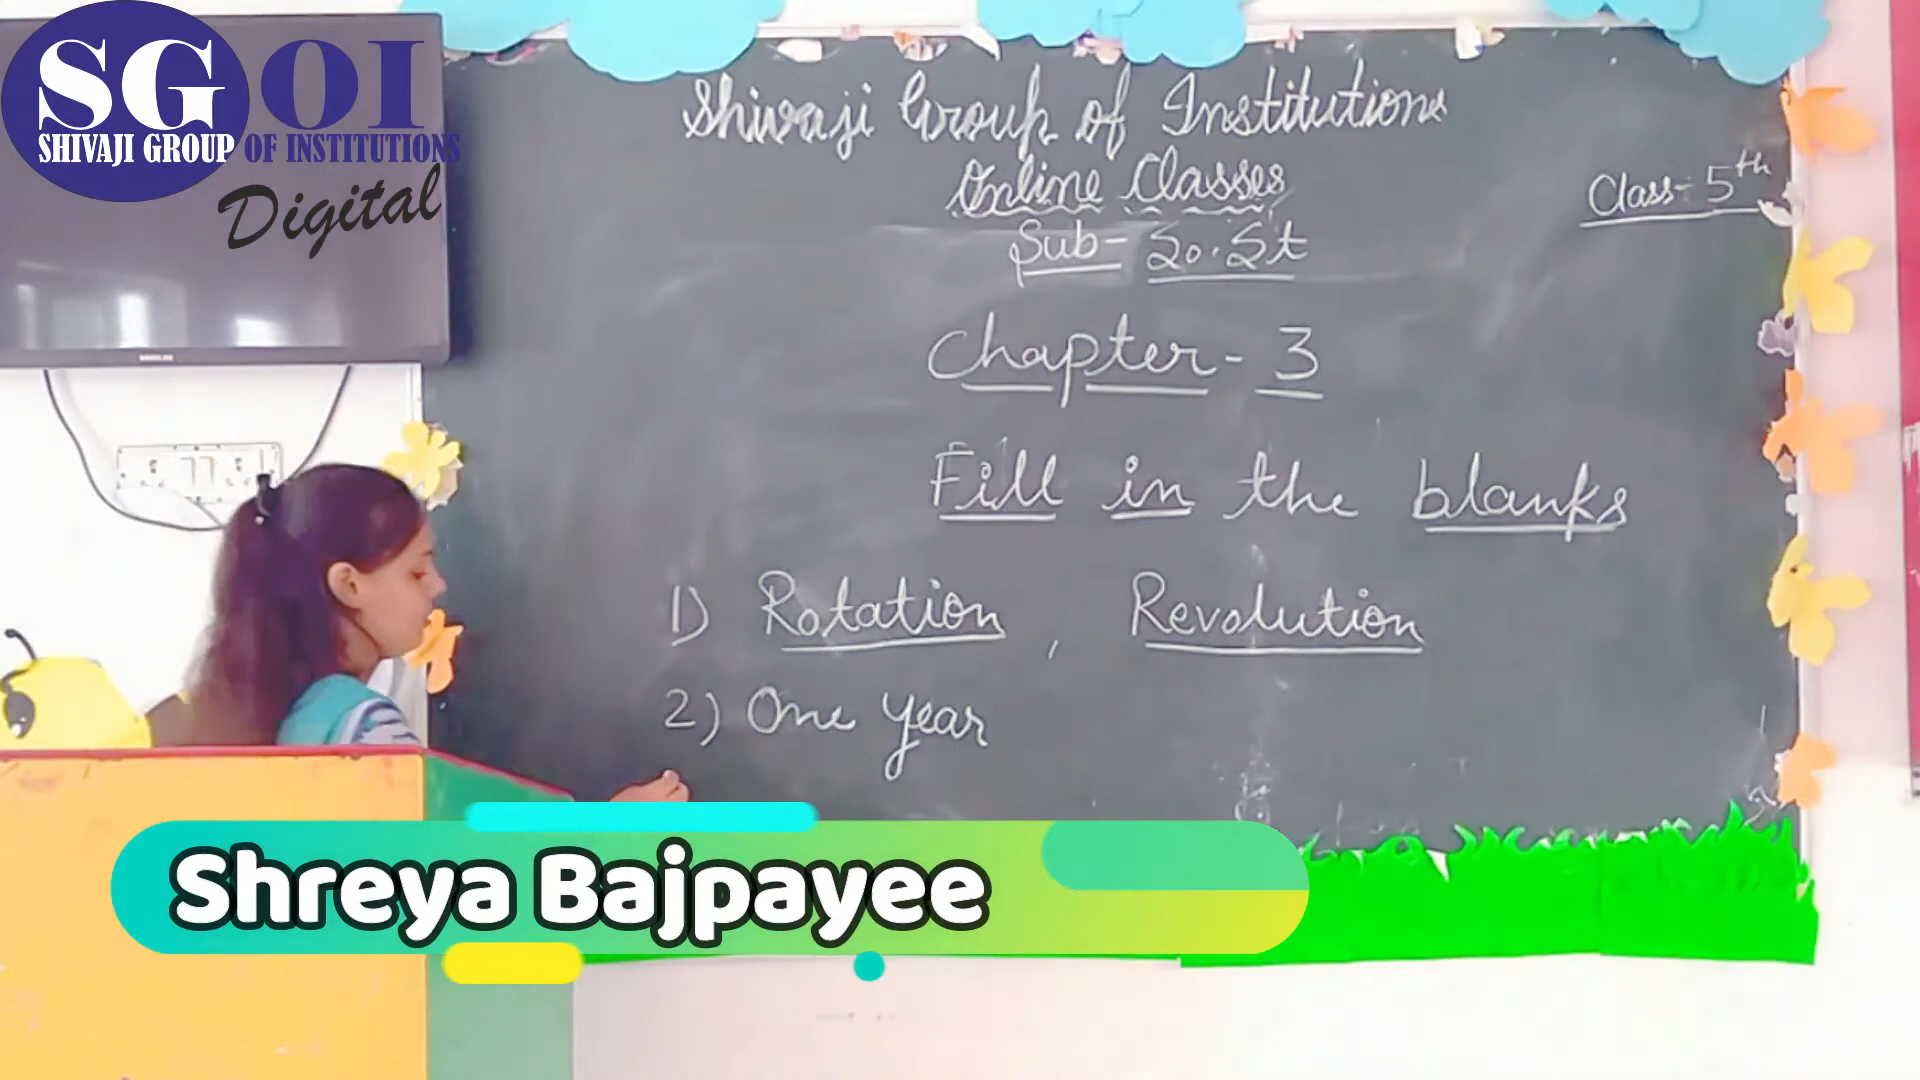 SGOI
SHIVAJI GROUP OF INSTITUTIONS
Digital
Shivaji Group of Institutions
Online Classes
Class- 5th
Sub- So.St
Chapter- 3
Fill in the blanks
1) Rotation , Revolution
2) One year
Shreya Bajpayee